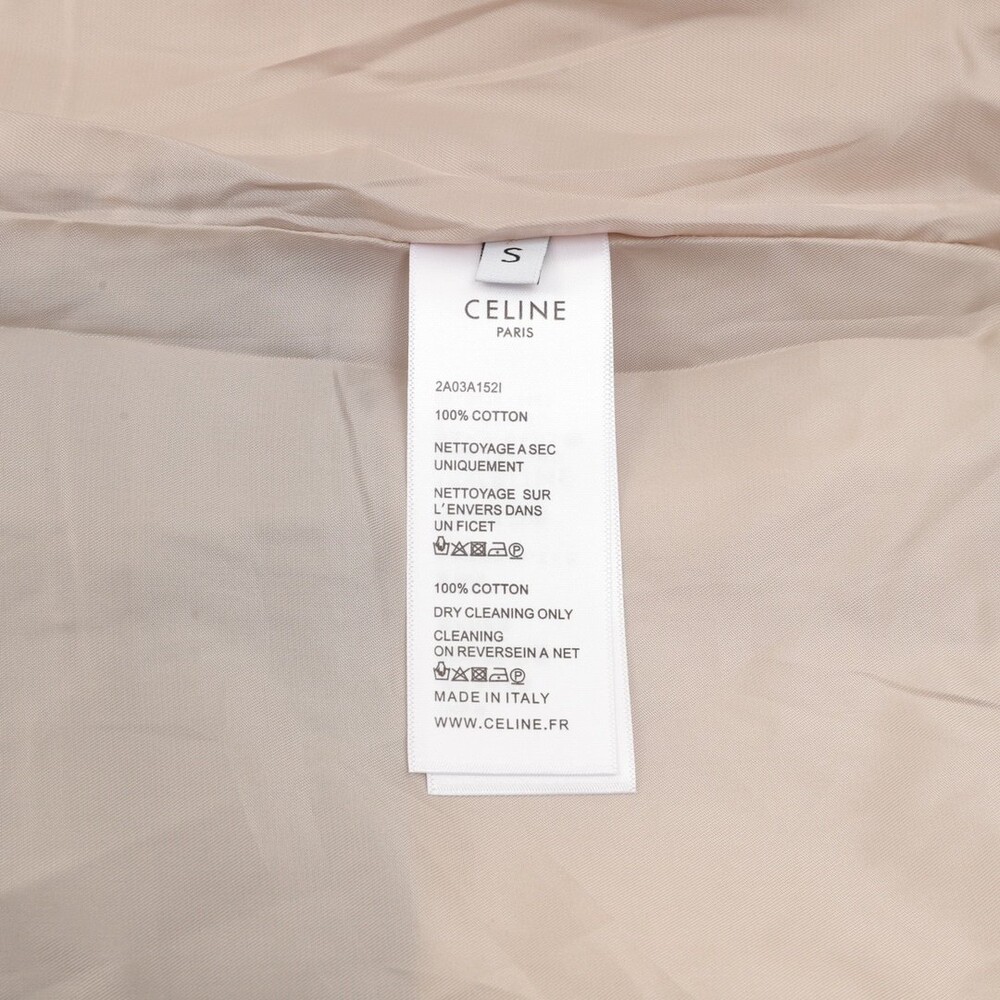 S
CELINE
PARIS
2A03A152I
100% COTTON
NETTOYAGE A SEC
UNIQUEMENT
NETTOYAGE SUR
L'ENVERS DANS
UN FICET
P
100% COTTON
DRY CLEANING ONLY
CLEANING
ON REVERSEIN A NET
P
MADE IN ITALY
WWW.CELINE.FR